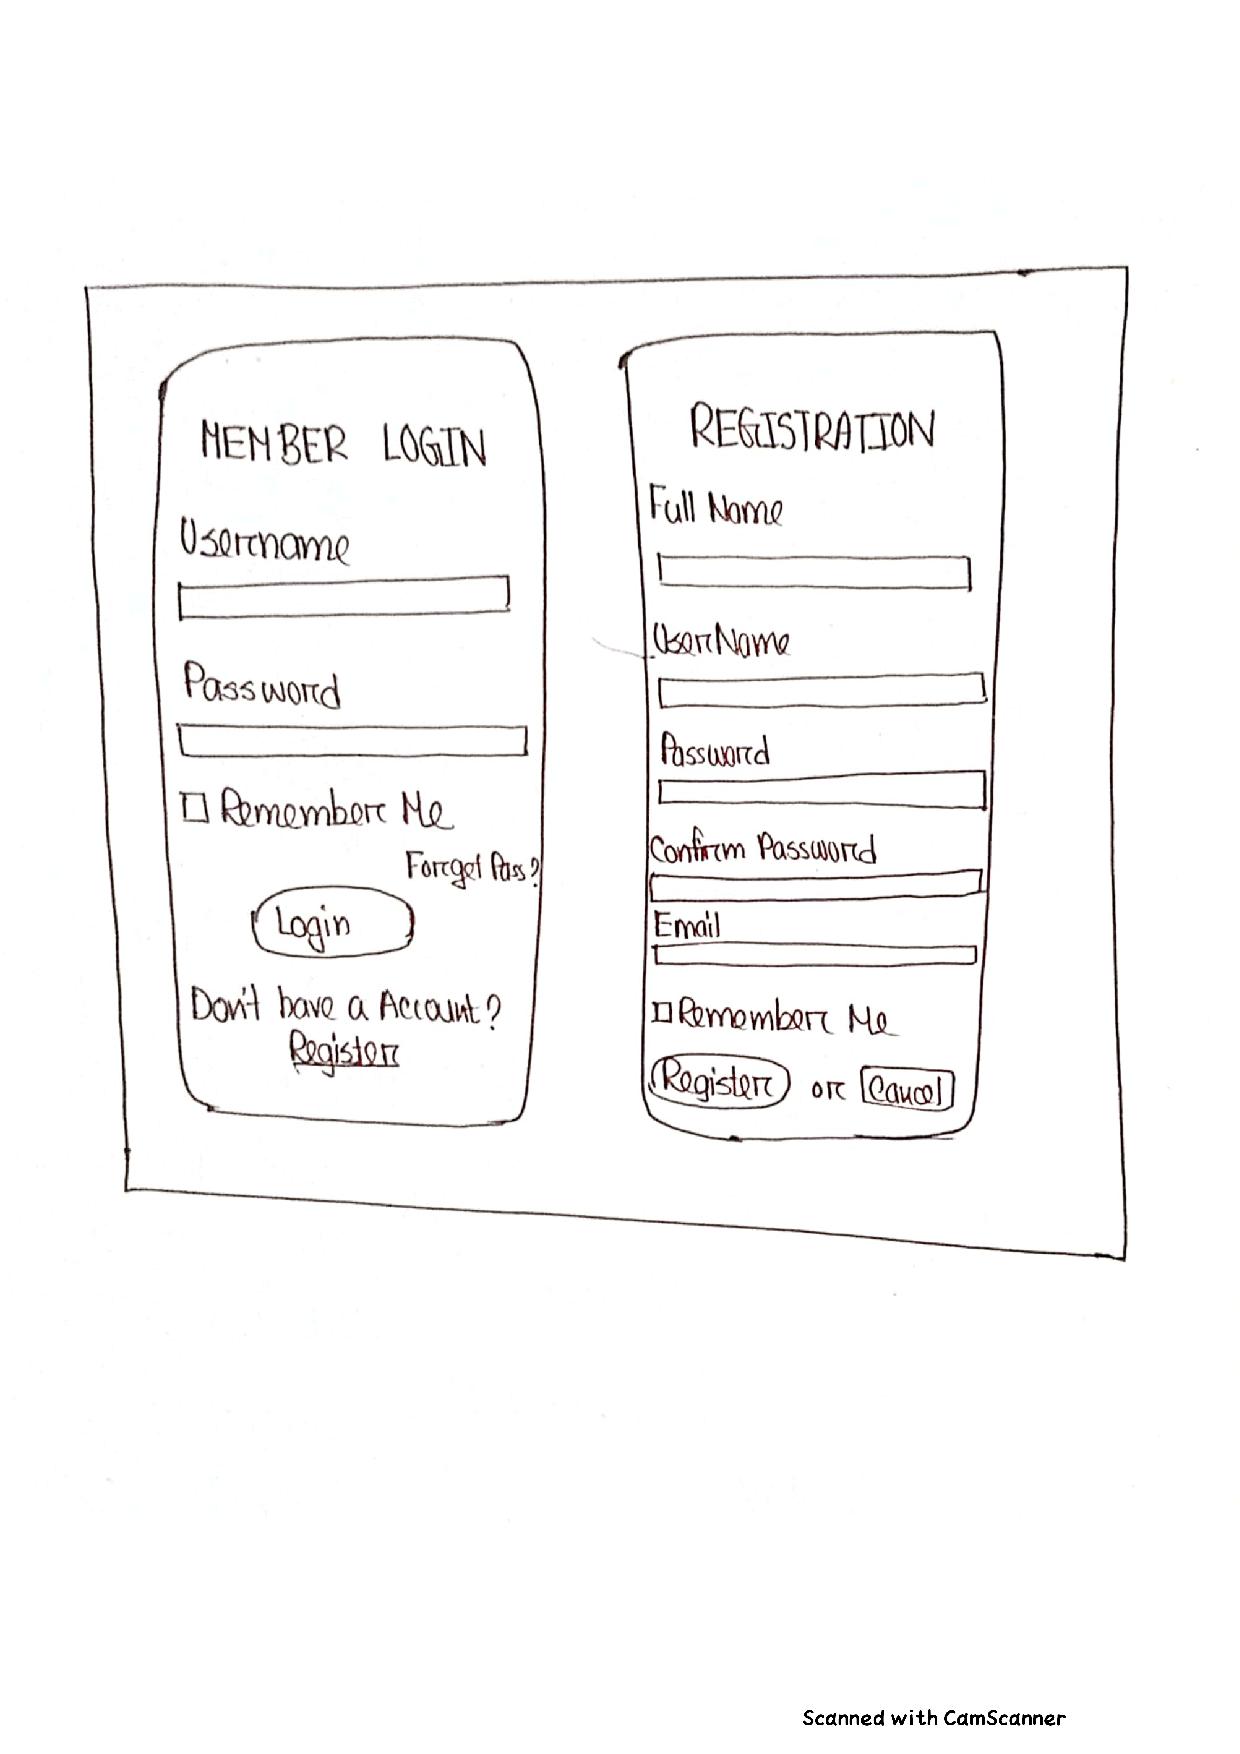 MEMBER LOGIN
Username
Password
Remember Me
Forget Pass?
Login
Don't have a Account?
Register
REGISTRATION
Full Name
UserName
Password
Confirm Password
Email
Remember Me
Register or Cancel
Scanned with CamScanner